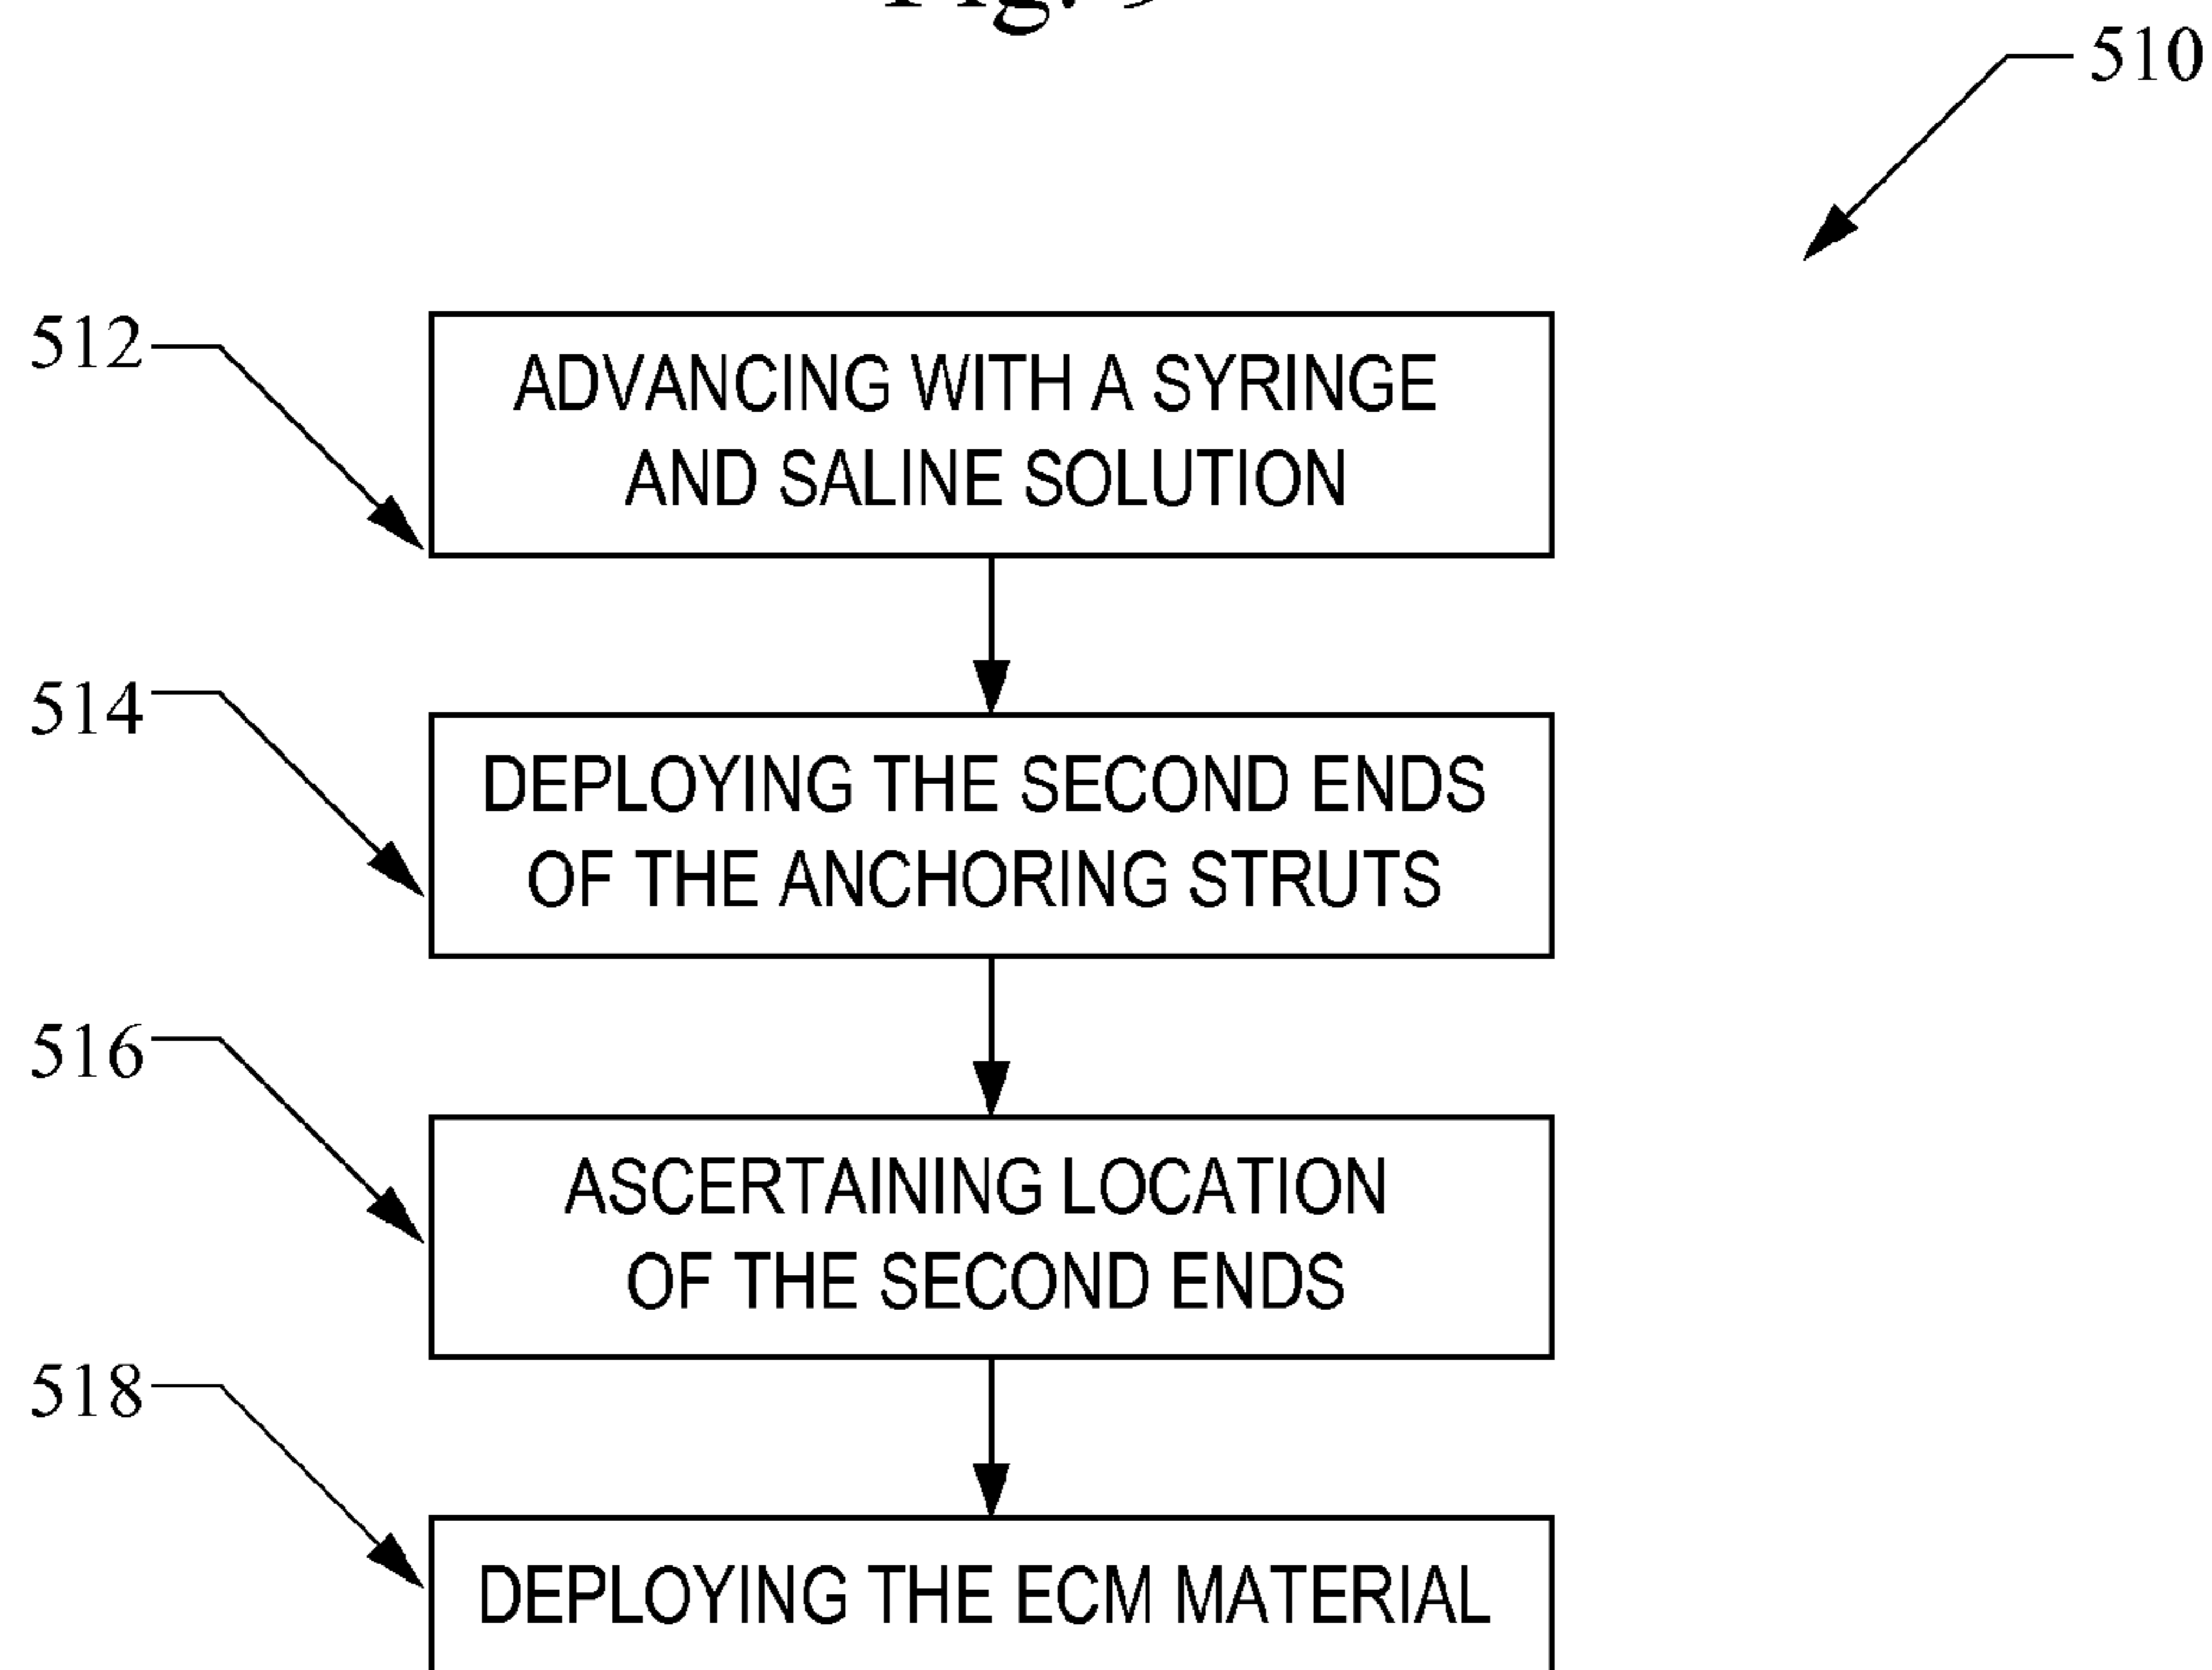 510
512
ADVANCING WITH A SYRINGE
AND SALINE SOLUTION
514
DEPLOYING THE SECOND ENDS
OF THE ANCHORING STRUTS
516
ASCERTAINING LOCATION
OF THE SECOND ENDS
518
DEPLOYING THE ECM MATERIAL